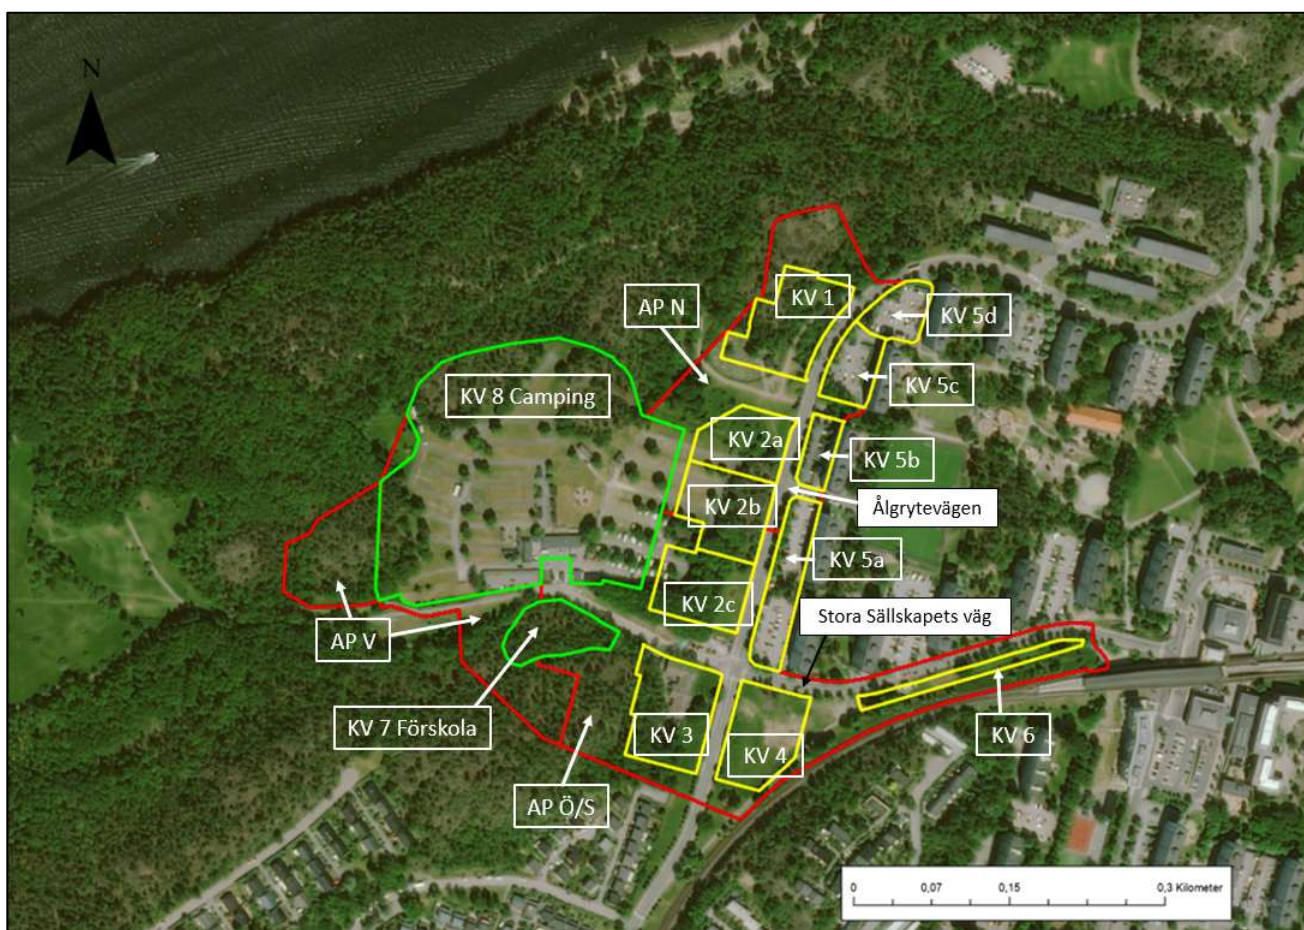 N
KV 1
AP N
KV 5d
KV 5c
KV 8 Camping
KV 2a
KV 5b
KV 2b
Ålgrytevägen
KV 5a
KV 2c
Stora Sällskapets väg
AP V
KV 7 Förskola
KV 3
KV 4
KV 6
AP Ö/S
0 0,07 0,15 0,3 Kilometer